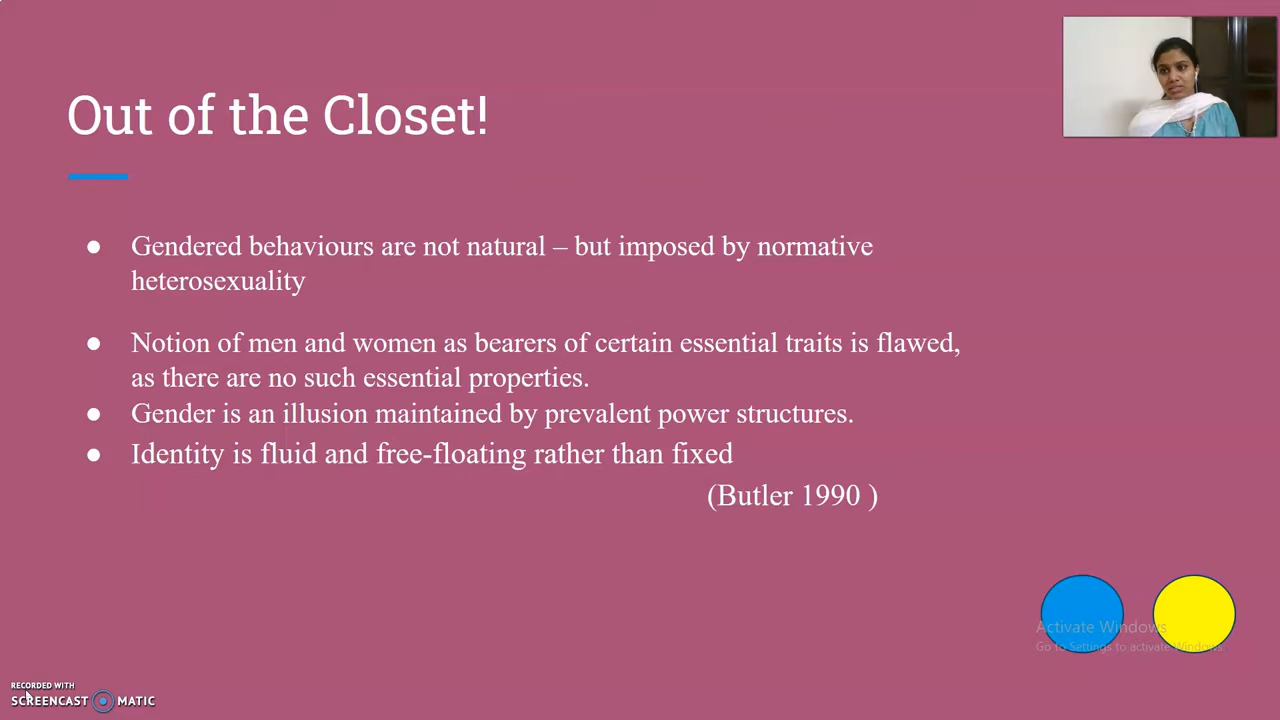 Out of the Closet!
● Gendered behaviours are not natural – but imposed by normative
heterosexuality
● Notion of men and women as bearers of certain essential traits is flawed,
as there are no such essential properties.
● Gender is an illusion maintained by prevalent power structures.
● Identity is fluid and free-floating rather than fixed
(Butler 1990 )
Activate Windows
Go to Settings to activate Windows.
RECORDED WITH
SCREENCAST MATIC